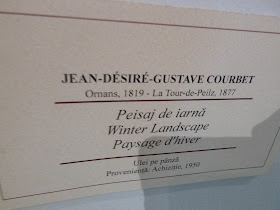 JEAN-DÉSIRÉ-GUSTAVE COURBET
Ornans, 1819 - La Tour-de-Peilz, 1877
Peisaj de iarnă
Winter Landscape
Paysage d'hiver
Ulei pe pânză
Proveniență: Achiziție, 1950